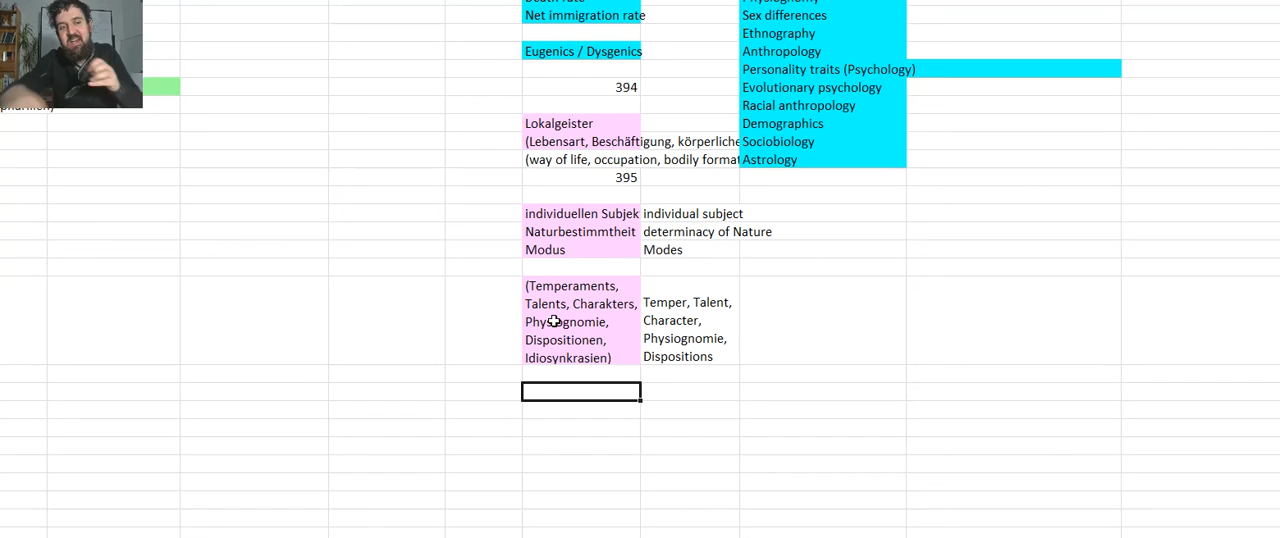 Net immigration rate
Sex differences
Ethnography
Eugenics / Dysgenics
Anthropology
Personality traits (Psychology)
394
Evolutionary psychology
Racial anthropology
Lokalgeister
Demographics
(Lebensart, Beschäftigung, körperliche
Sociobiology
(way of life, occupation, bodily format
Astrology
395
individuellen Subjek
individual subject
Naturbestimmtheit
determinacy of Nature
Modus
Modes
(Temperaments,
Talents, Charakters,
Physiognomie,
Dispositionen,
Idiosynkrasien)
Temper, Talent,
Character,
Physiognomie,
Dispositions